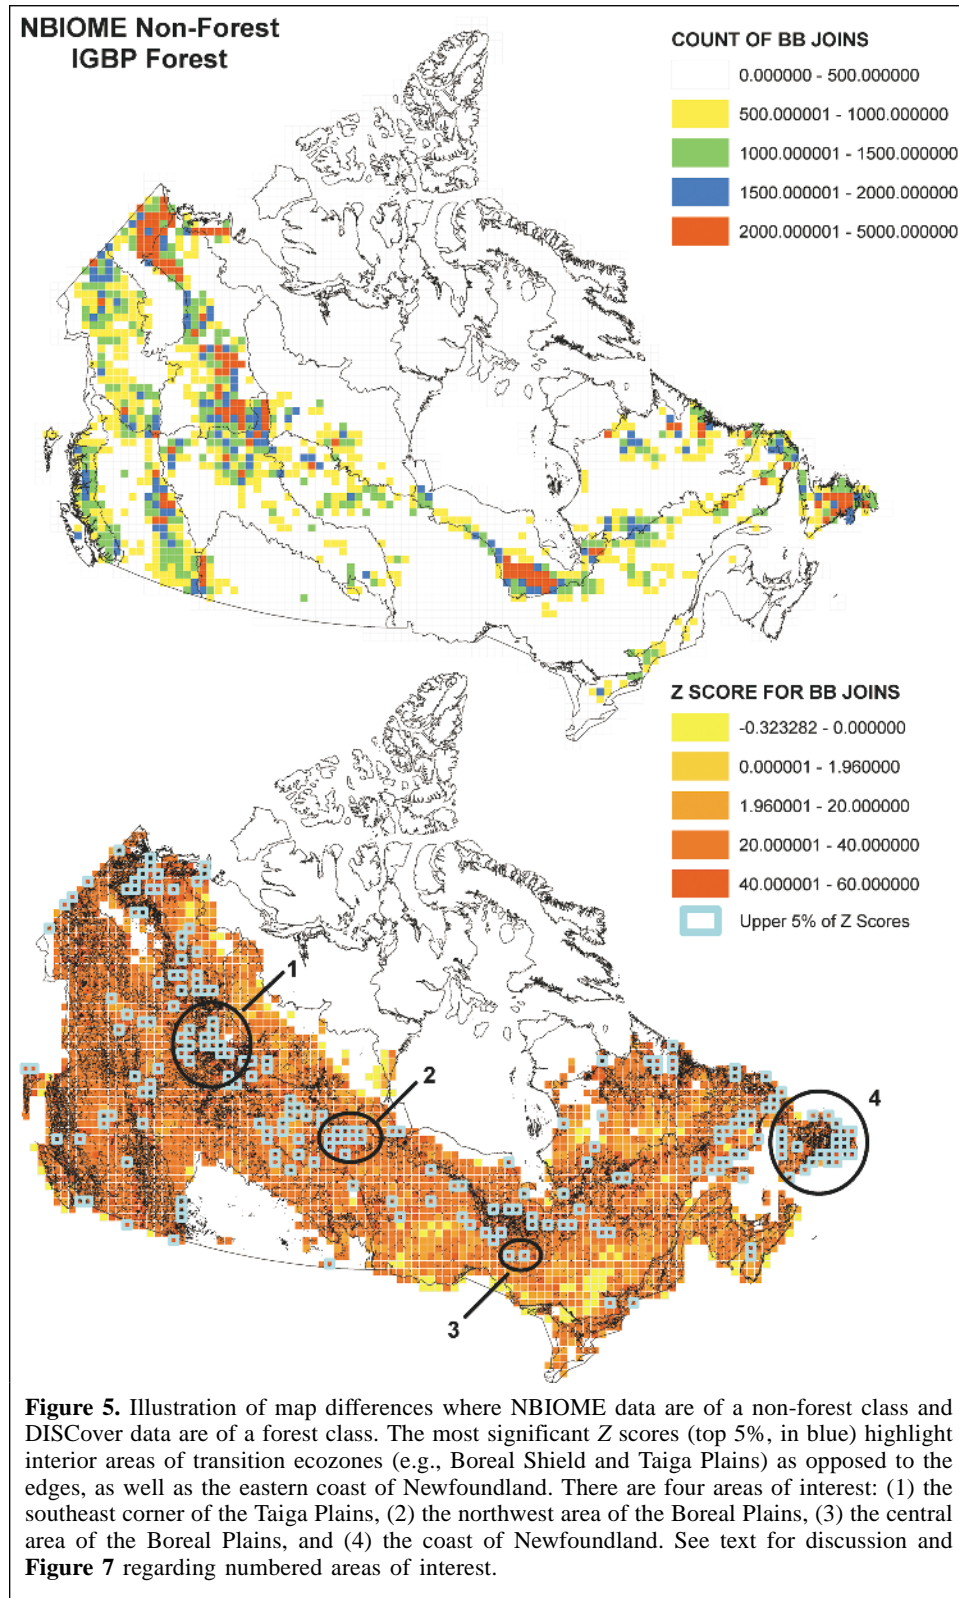 NBIOME Non-Forest
IGBP Forest
COUNT OF BB JOINS
0.000000 - 500.000000
500.000001 - 1000.000000
1000.000001 - 1500.000000
1500.000001 - 2000.000000
2000.000001 - 5000.000000
Z SCORE FOR BB JOINS
-0.323282 - 0.000000
0.000001 - 1.960000
1.960001 - 20.000000
20.000001 - 40.000000
40.000001 - 60.000000
Upper 5% of Z Scores
1
2
4
3
Figure 5. Illustration of map differences where NBIOME data are of a non-forest class and
DISCover data are of a forest class. The most significant Z scores (top 5%, in blue) highlight
interior areas of transition ecozones (e.g., Boreal Shield and Taiga Plains) as opposed to the
edges, as well as the eastern coast of Newfoundland. There are four areas of interest: (1) the
southeast corner of the Taiga Plains, (2) the northwest area of the Boreal Plains, (3) the central
area of the Boreal Plains, and (4) the coast of Newfoundland. See text for discussion and
Figure 7 regarding numbered areas of interest.